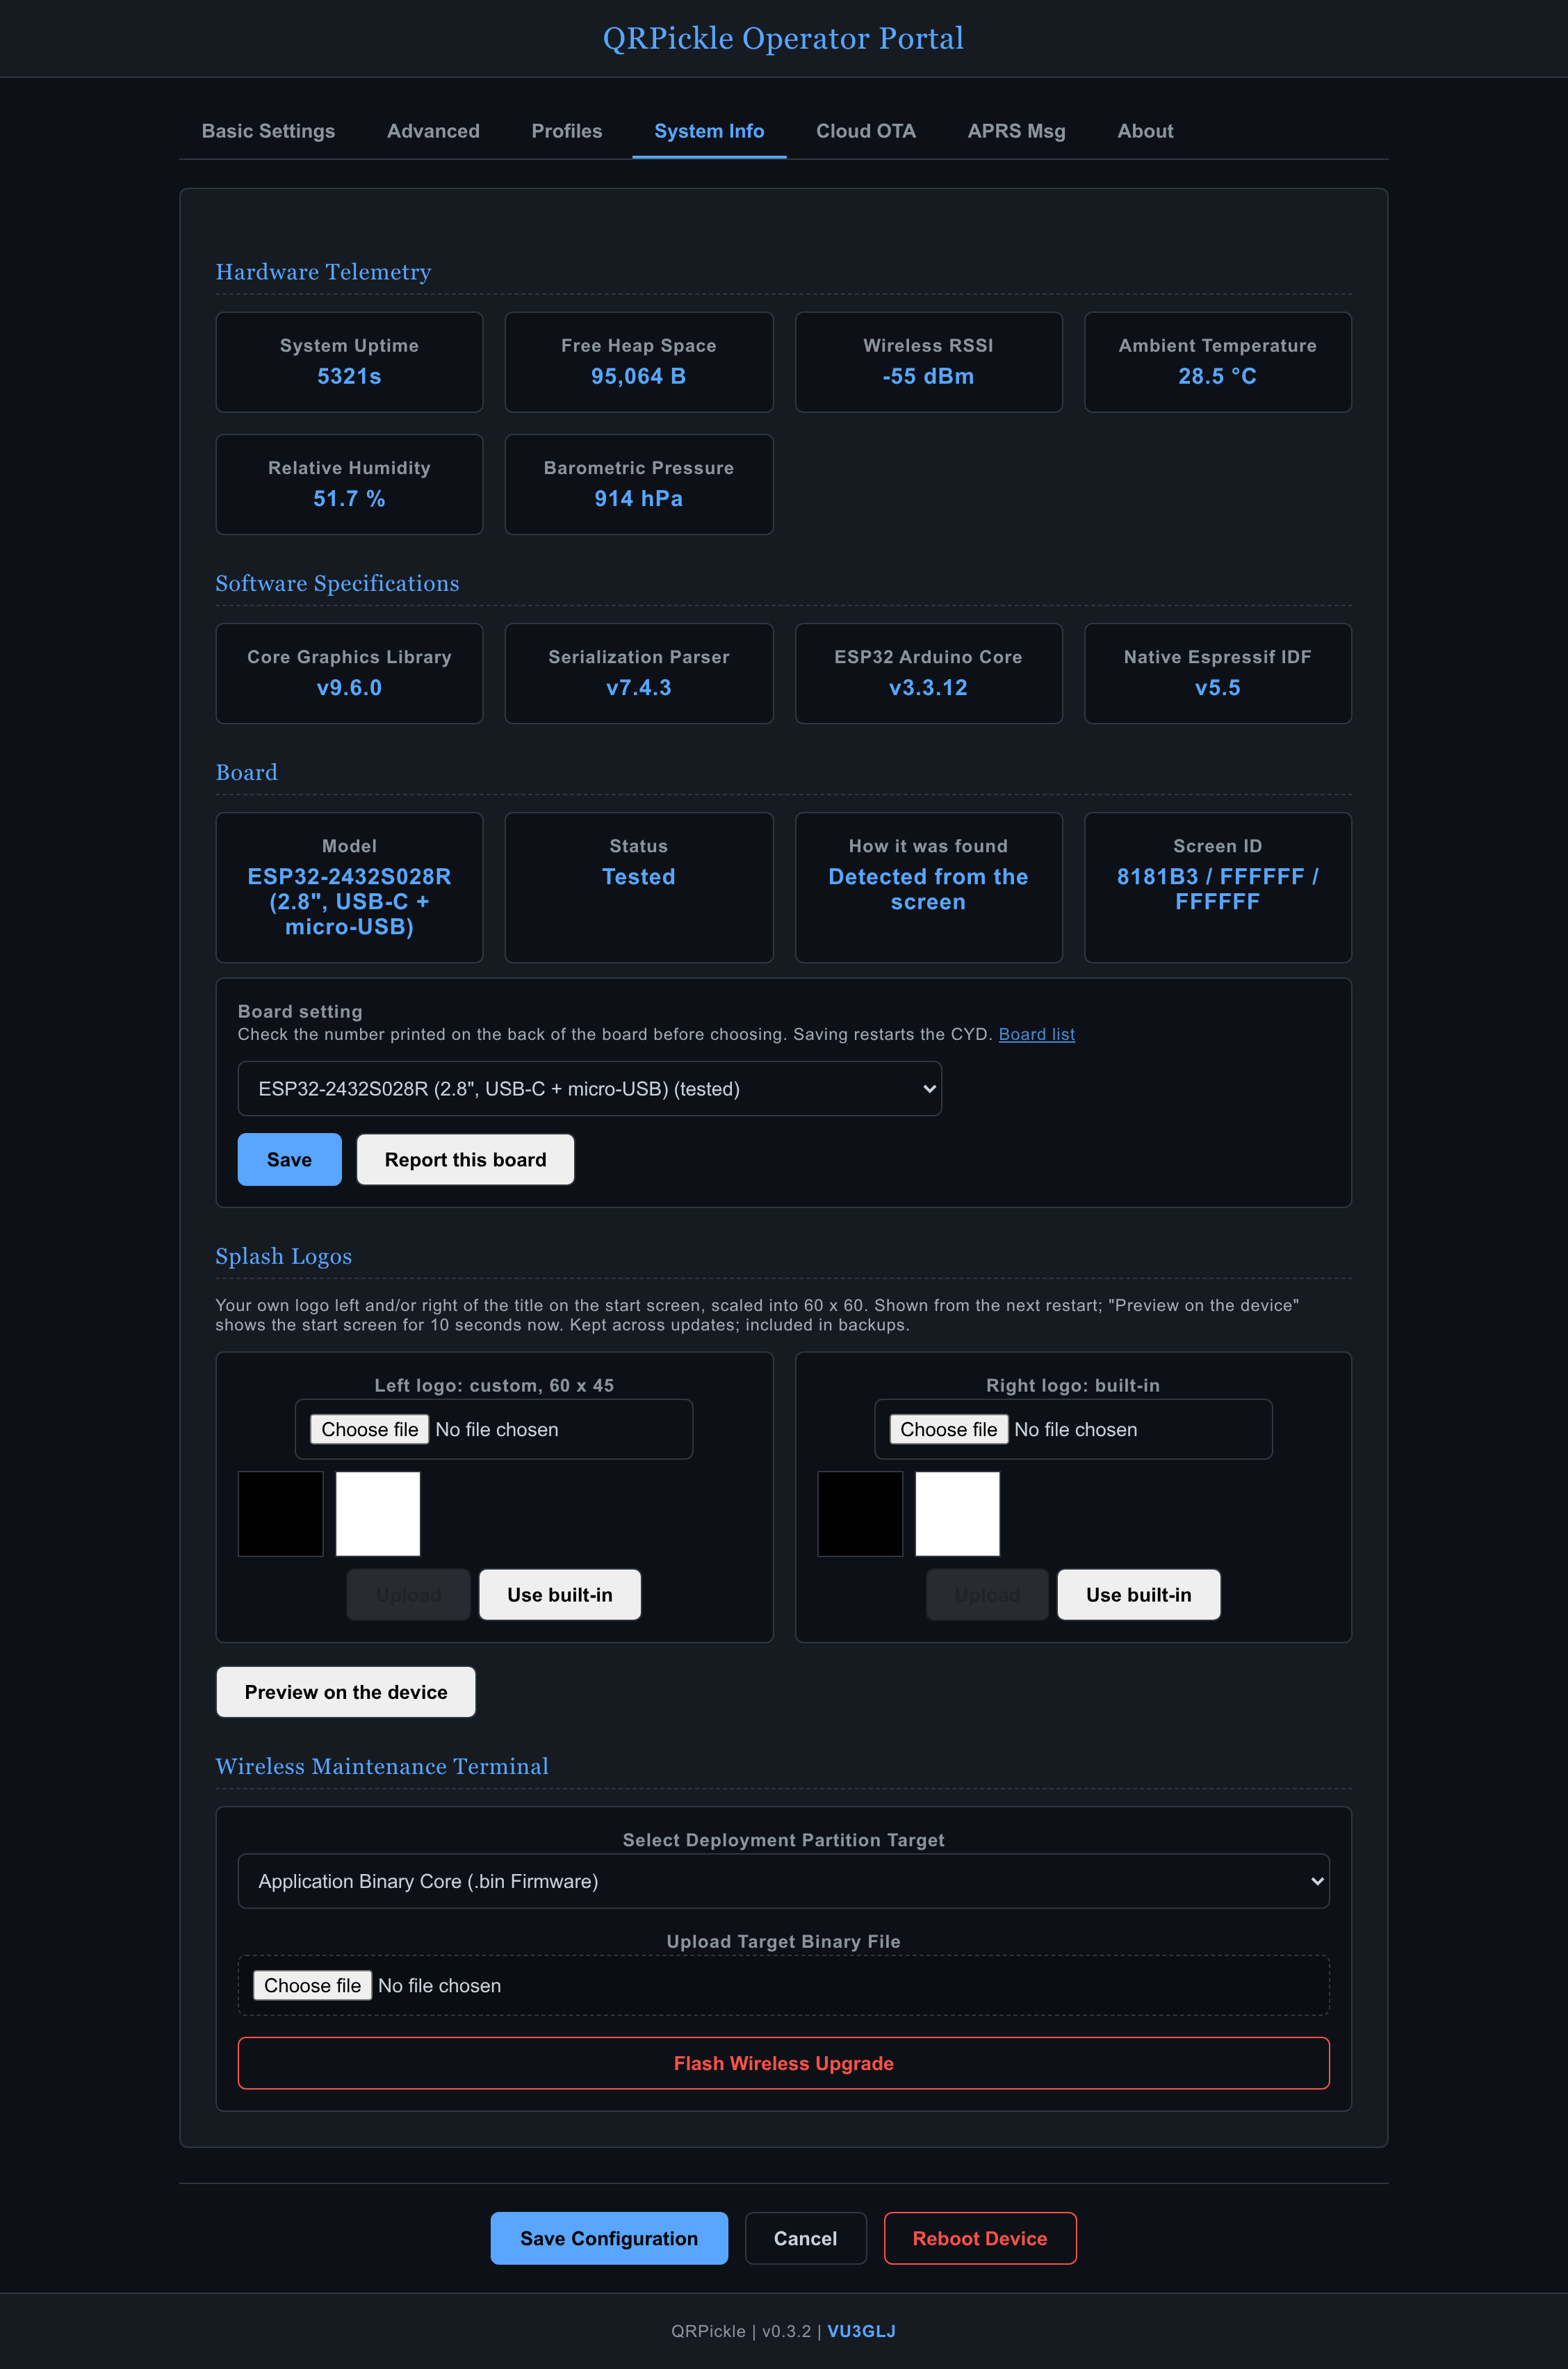 QRPickle Operator Portal
Basic Settings Advanced Profiles System Info Cloud OTA APRS Msg About
Hardware Telemetry
System Uptime
5321s
Free Heap Space
95,064 B
Wireless RSSI
-55 dBm
Ambient Temperature
28.5 °C
Relative Humidity
51.7 %
Barometric Pressure
914 hPa
Software Specifications
Core Graphics Library
v9.6.0
Serialization Parser
v7.4.3
ESP32 Arduino Core
v3.3.12
Native Espressif IDF
v5.5
Board
Model
ESP32-2432S028R
(2.8", USB-C +
micro-USB)
Status
Tested
How it was found
Detected from the
screen
Screen ID
8181B3 / FFFFFF /
FFFFFF
Board setting
Check the number printed on the back of the board before choosing. Saving restarts the CYD. Board list
ESP32-2432S028R (2.8", USB-C + micro-USB) (tested)
Save Report this board
Splash Logos
Your own logo left and/or right of the title on the start screen, scaled into 60 x 60. Shown from the next restart; "Preview on the device"
shows the start screen for 10 seconds now. Kept across updates; included in backups.
Left logo: custom, 60 x 45
Choose file No file chosen
Upload Use built-in
Right logo: built-in
Choose file No file chosen
Upload Use built-in
Preview on the device
Wireless Maintenance Terminal
Select Deployment Partition Target
Application Binary Core (.bin Firmware)
Upload Target Binary File
Choose file No file chosen
Flash Wireless Upgrade
Save Configuration Cancel Reboot Device
QRPickle | v0.3.2 | VU3GLJ